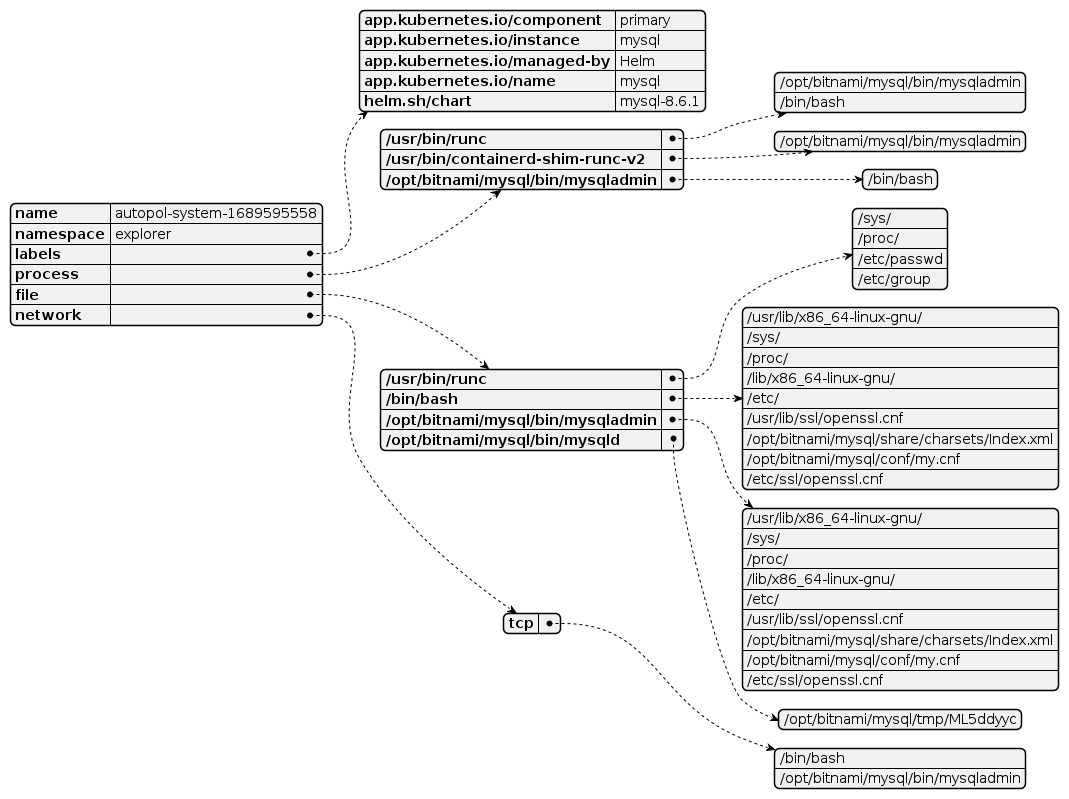 app.kubernetes.io/component primary
app.kubernetes.io/instance mysql
app.kubernetes.io/managed-by Helm
app.kubernetes.io/name mysql
helm.sh/chart mysql-8.6.1
/opt/bitnami/mysql/bin/mysqladmin
/bin/bash
/usr/bin/runc
/usr/bin/containerd-shim-runc-v2
/opt/bitnami/mysql/bin/mysqladmin
/opt/bitnami/mysql/bin/mysqladmin
/bin/bash
name autopol-system-1689595558
namespace explorer
labels
process
file
network
/sys/
/proc/
/etc/passwd
/etc/group
/usr/bin/runc
/bin/bash
/opt/bitnami/mysql/bin/mysqladmin
/opt/bitnami/mysql/bin/mysqld
/usr/lib/x86_64-linux-gnu/
/sys/
/proc/
/lib/x86_64-linux-gnu/
/etc/
/usr/lib/ssl/openssl.cnf
/opt/bitnami/mysql/share/charsets/Index.xml
/opt/bitnami/mysql/conf/my.cnf
/etc/ssl/openssl.cnf
/usr/lib/x86_64-linux-gnu/
/sys/
/proc/
/lib/x86_64-linux-gnu/
/etc/
/usr/lib/ssl/openssl.cnf
/opt/bitnami/mysql/share/charsets/Index.xml
/opt/bitnami/mysql/conf/my.cnf
/etc/ssl/openssl.cnf
tcp
/opt/bitnami/mysql/tmp/ML5ddyyc
/bin/bash
/opt/bitnami/mysql/bin/mysqladmin